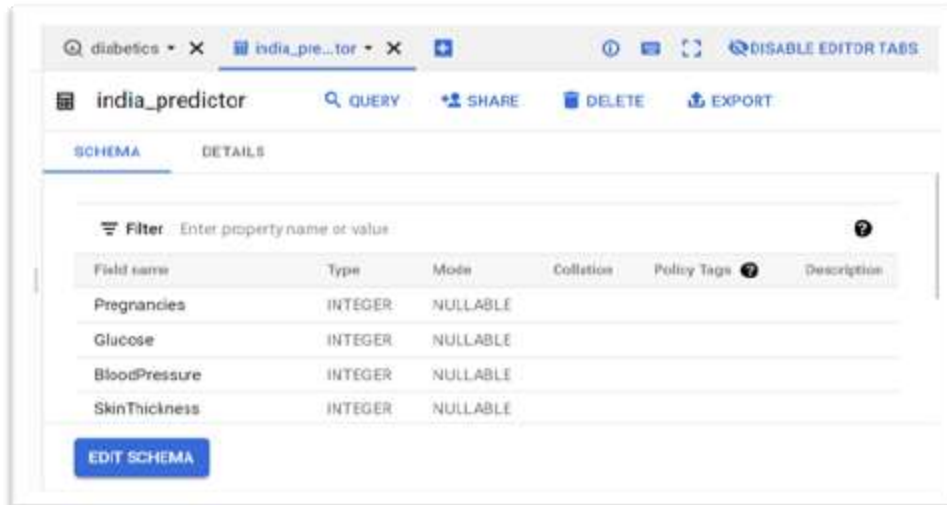 diabetics
india_pre...tor
DISABLE EDITOR TABS
india_predictor
QUERY
SHARE
DELETE
EXPORT
SCHEMA
DETAILS
Filter Enter property name or value
Field name Type Mode Collation Policy Tags Description
Pregnancies INTEGER NULLABLE
Glucose INTEGER NULLABLE
BloodPressure INTEGER NULLABLE
SkinThickness INTEGER NULLABLE
EDIT SCHEMA